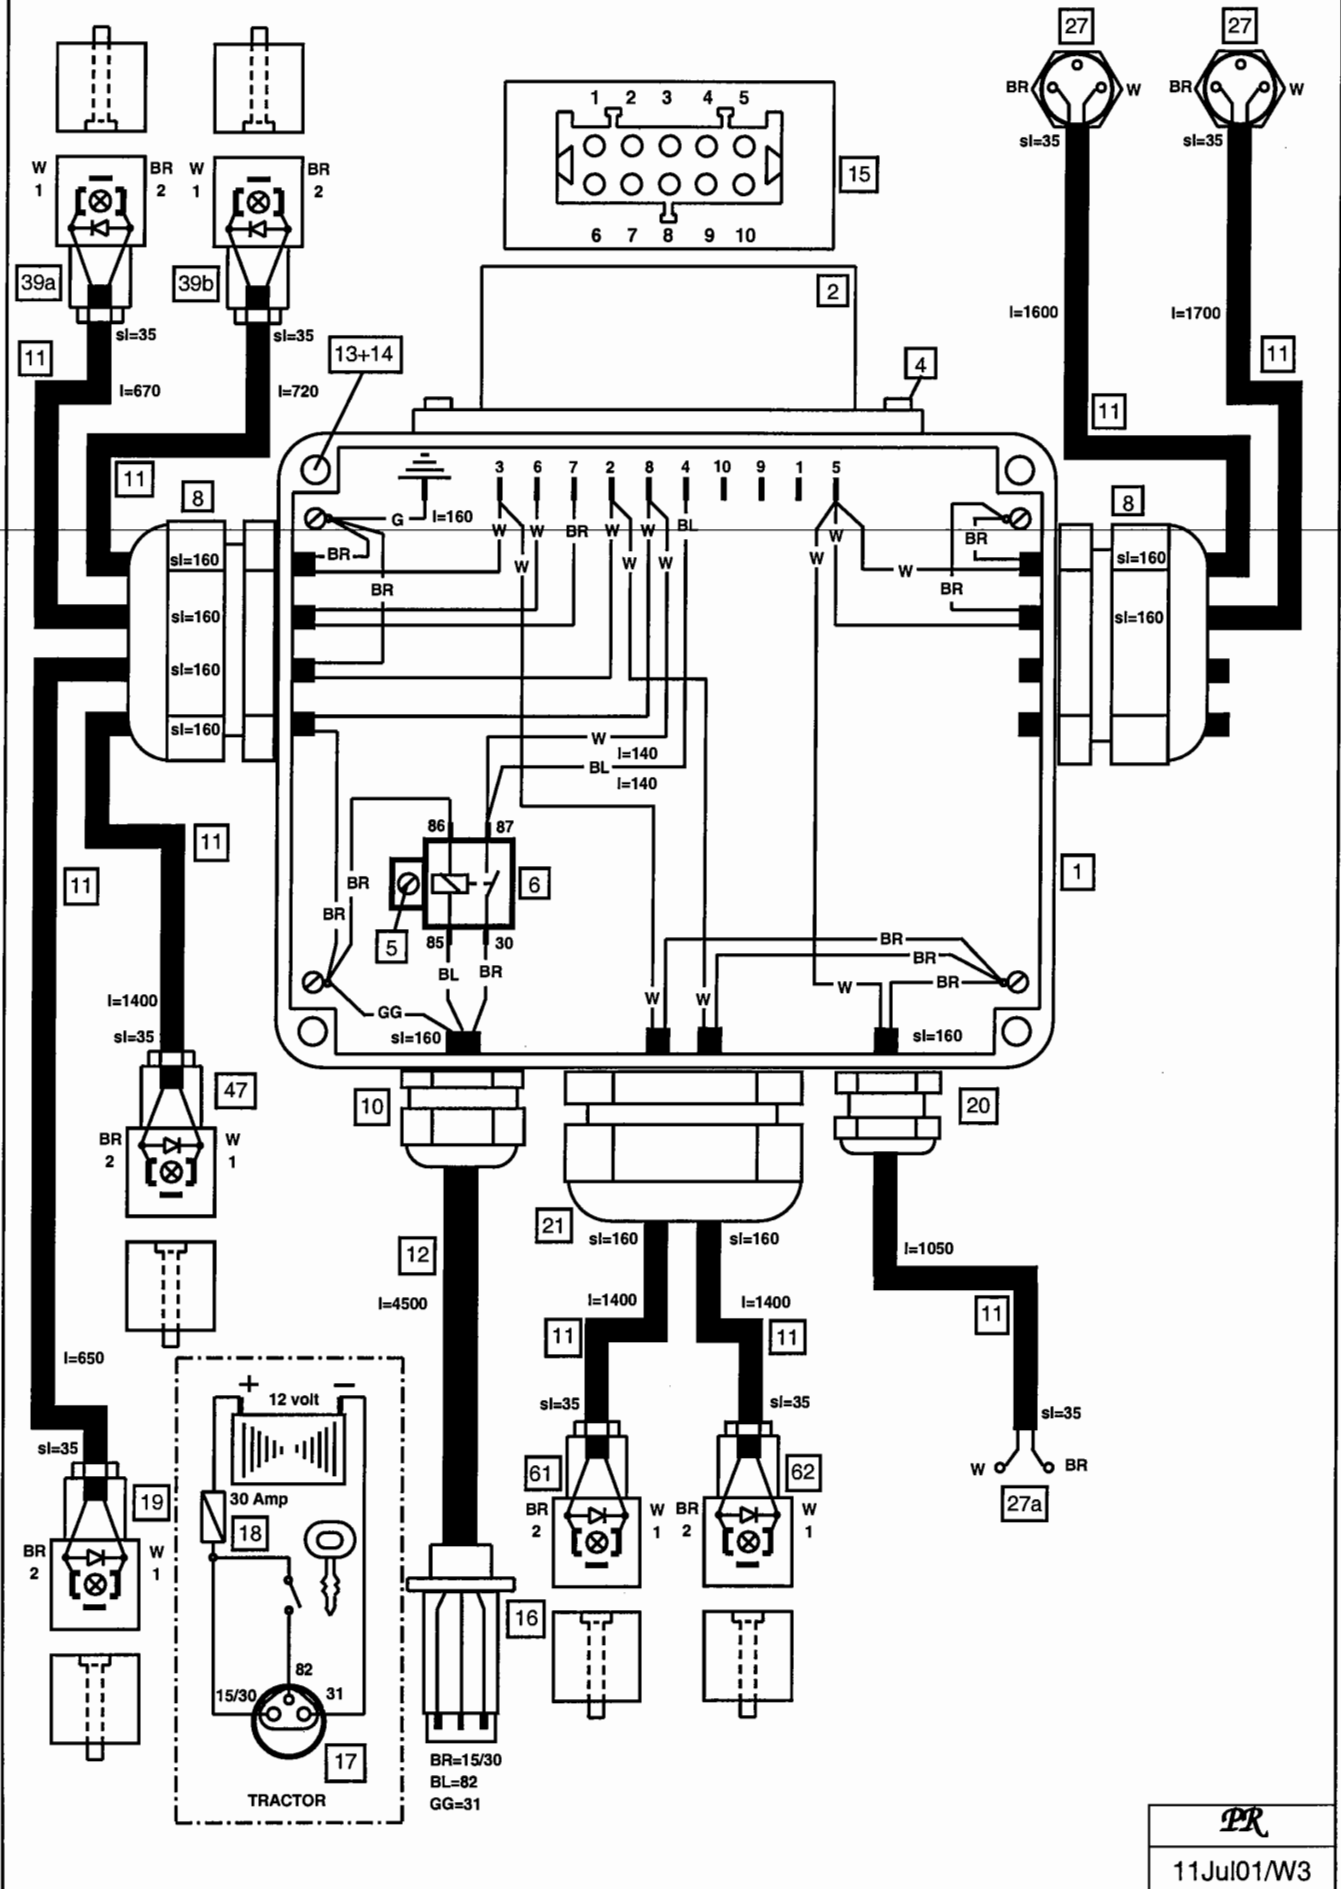 27 27
BR W BR W
sl=35 sl=35
1 2 3 4 5
15
6 7 8 9 10
W BR W BR
1 2 1 2
39a 39b
2
sl=35 sl=35
l=1600 l=1700
13+14 4
11 11
l=670 l=720
11
11
8 3 6 7 2 8 4 10 9 1 5 8
G l=160
W W BR W W BL W BR
sl=160 BR W W W W W sl=160
BR BR
sl=160 sl=160
sl=160
sl=160
W
l=140
BL
l=140
86 87
11
11 BR 6 1
BR
5 85 30
BL BR
BR
BR
W BR
l=1400 W W
GG
sl=35 sl=160 sl=160
47 10 20
BR W
2 1
21 sl=160 sl=160
12 l=1050
l=4500 l=1400 l=1400
11 11 11
l=650
+ −
12 volt
sl=35 sl=35 sl=35
sl=35
W BR
61 62
19 30 Amp 27a
18 BR W BR W
2 1 2 1
BR W
2 1
16
82
15/30 31
17
BR=15/30
BL=82
TRACTOR
GG=31
PR
11Jul01/W3